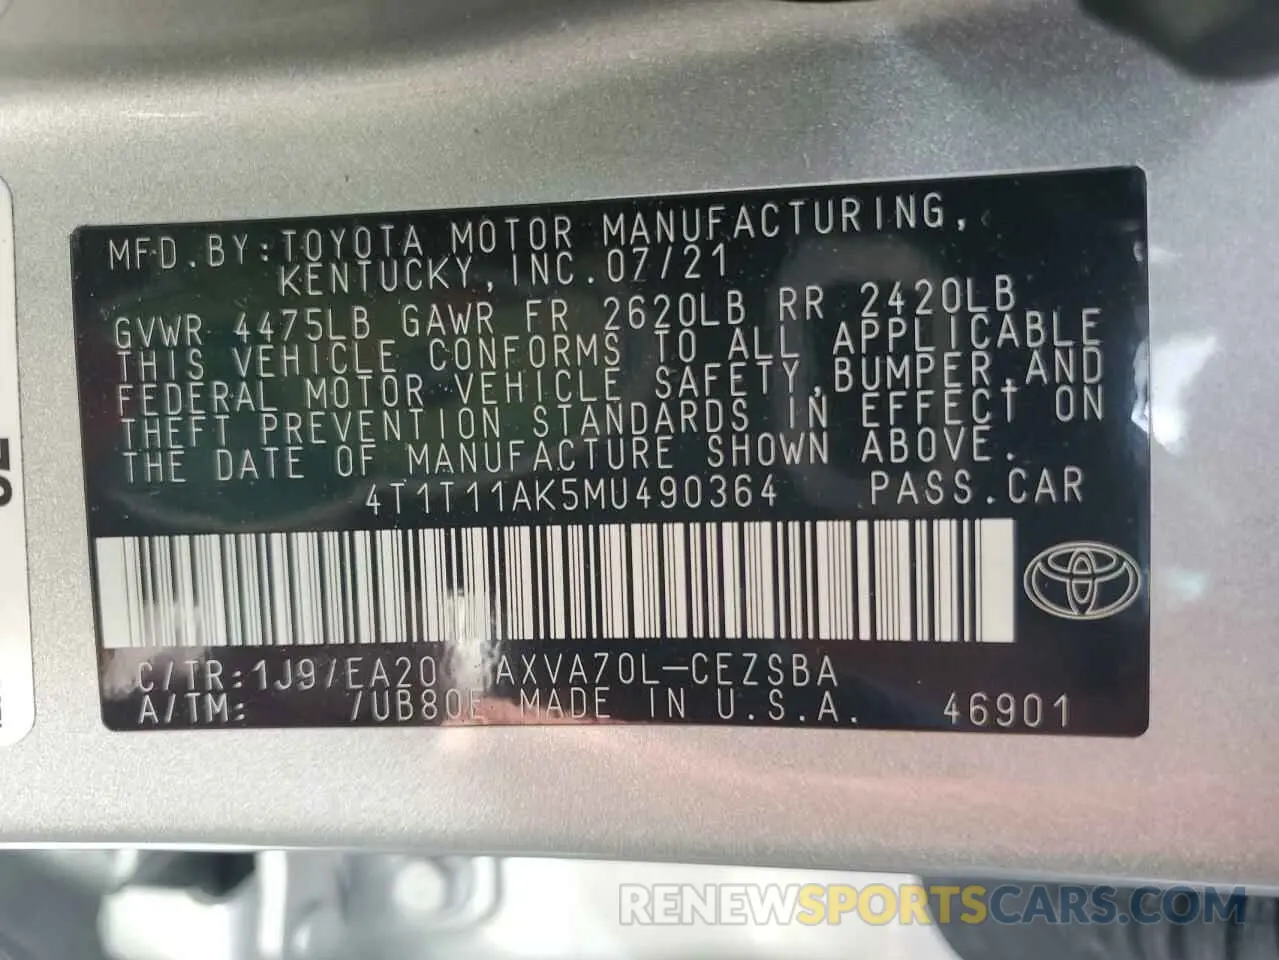 MFD.BY:TOYOTA MOTOR MANUFACTURING,
KENTUCKY,INC.07/21
GVWR 4475LB GAWR FR 2620LB RR 2420LB
THIS VEHICLE CONFORMS TO ALL APPLICABLE
FEDERAL MOTOR VEHICLE SAFETY,BUMPER,AND
THEFT PREVENTION STANDARDS IN EFFECT ON
THE DATE OF MANUFACTURE SHOWN ABOVE.
4T1T11AK5MU490364 PASS.CAR
C/TR:1J9/EA20 AXVA70L-CEZSBA
A/TM: /UB80E MADE IN U.S.A. 46901
RENEWSPORTSCARS.COM